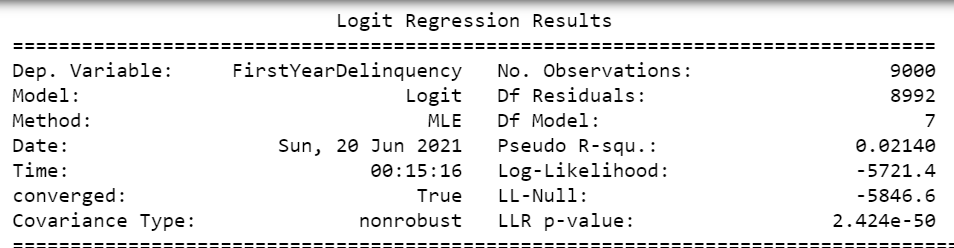 Logit Regression Results
==============================================================================
Dep. Variable: FirstYearDelinquency No. Observations: 9000
Model: Logit Df Residuals: 8992
Method: MLE Df Model: 7
Date: Sun, 20 Jun 2021 Pseudo R-squ.: 0.02140
Time: 00:15:16 Log-Likelihood: -5721.4
converged: True LL-Null: -5846.6
Covariance Type: nonrobust LLR p-value: 2.424e-50
==============================================================================